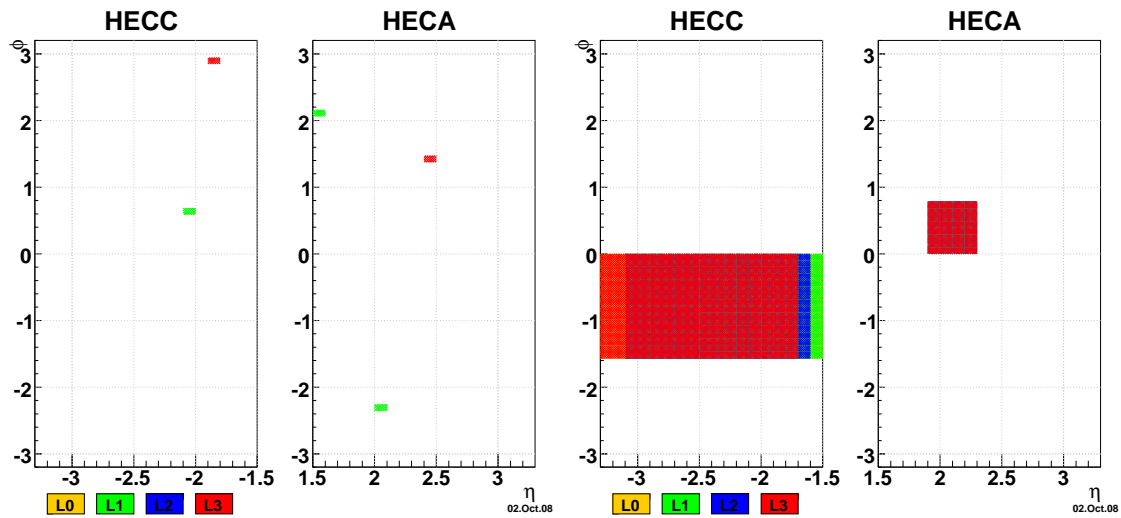 HECC HECA HECC HECA
ϕ ϕ
3 3 3 3
2 2 2 2
1 1 1 1
0 0 0 0
-1 -1 -1 -1
-2 -2 -2 -2
-3 -3 -3 -3
-3 -2.5 -2 -1.5 1.5 2 2.5 3 -3 -2.5 -2 -1.5 1.5 2 2.5 3
η η
L0 L1 L2 L3 02.Oct.08 L0 L1 L2 L3 02.Oct.08